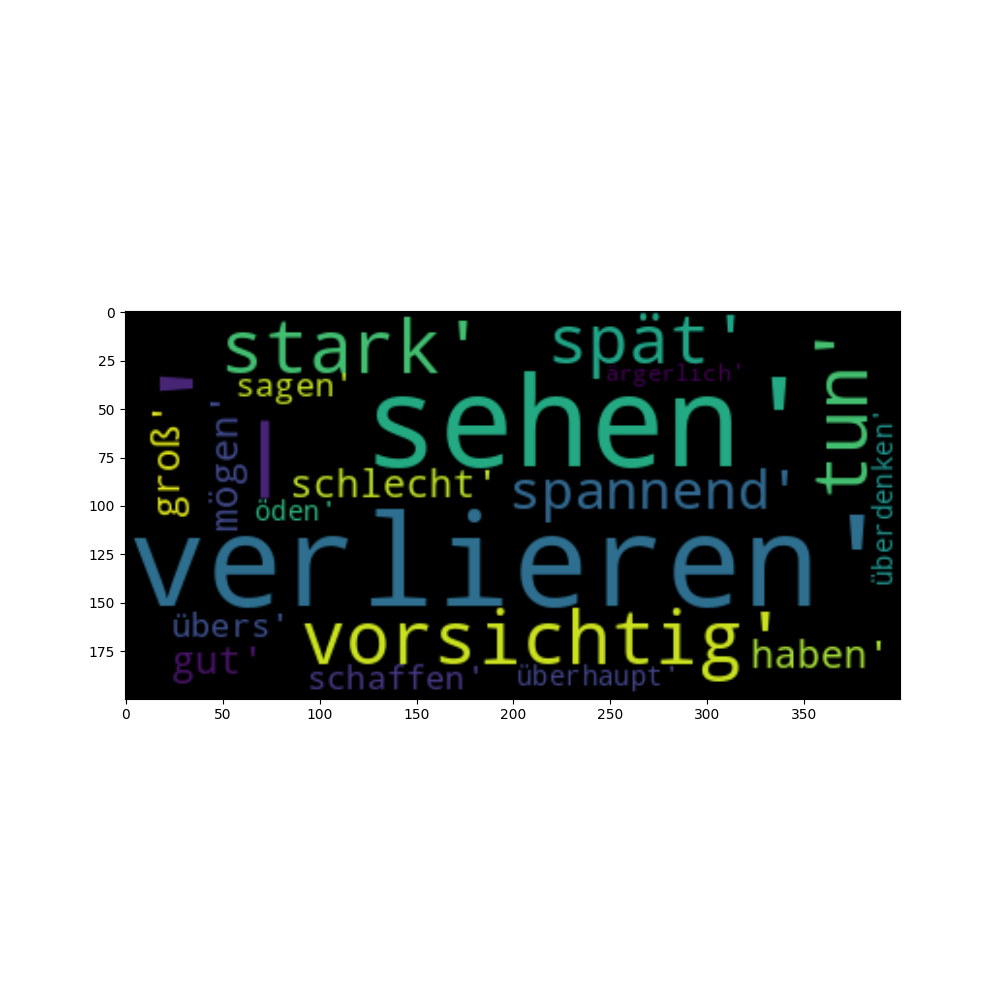 stark'
spät'
sagen'
ärgerlich'
sehen'
tun'
groß'
mögen'
'
|
schlecht'
spannend'
überdenken'
öden'
verlieren'
übers'
vorsichtig'
gut'
haben'
schaffen'
überhaupt'
0
25
50
75
100
125
150
175
0 50 100 150 200 250 300 350